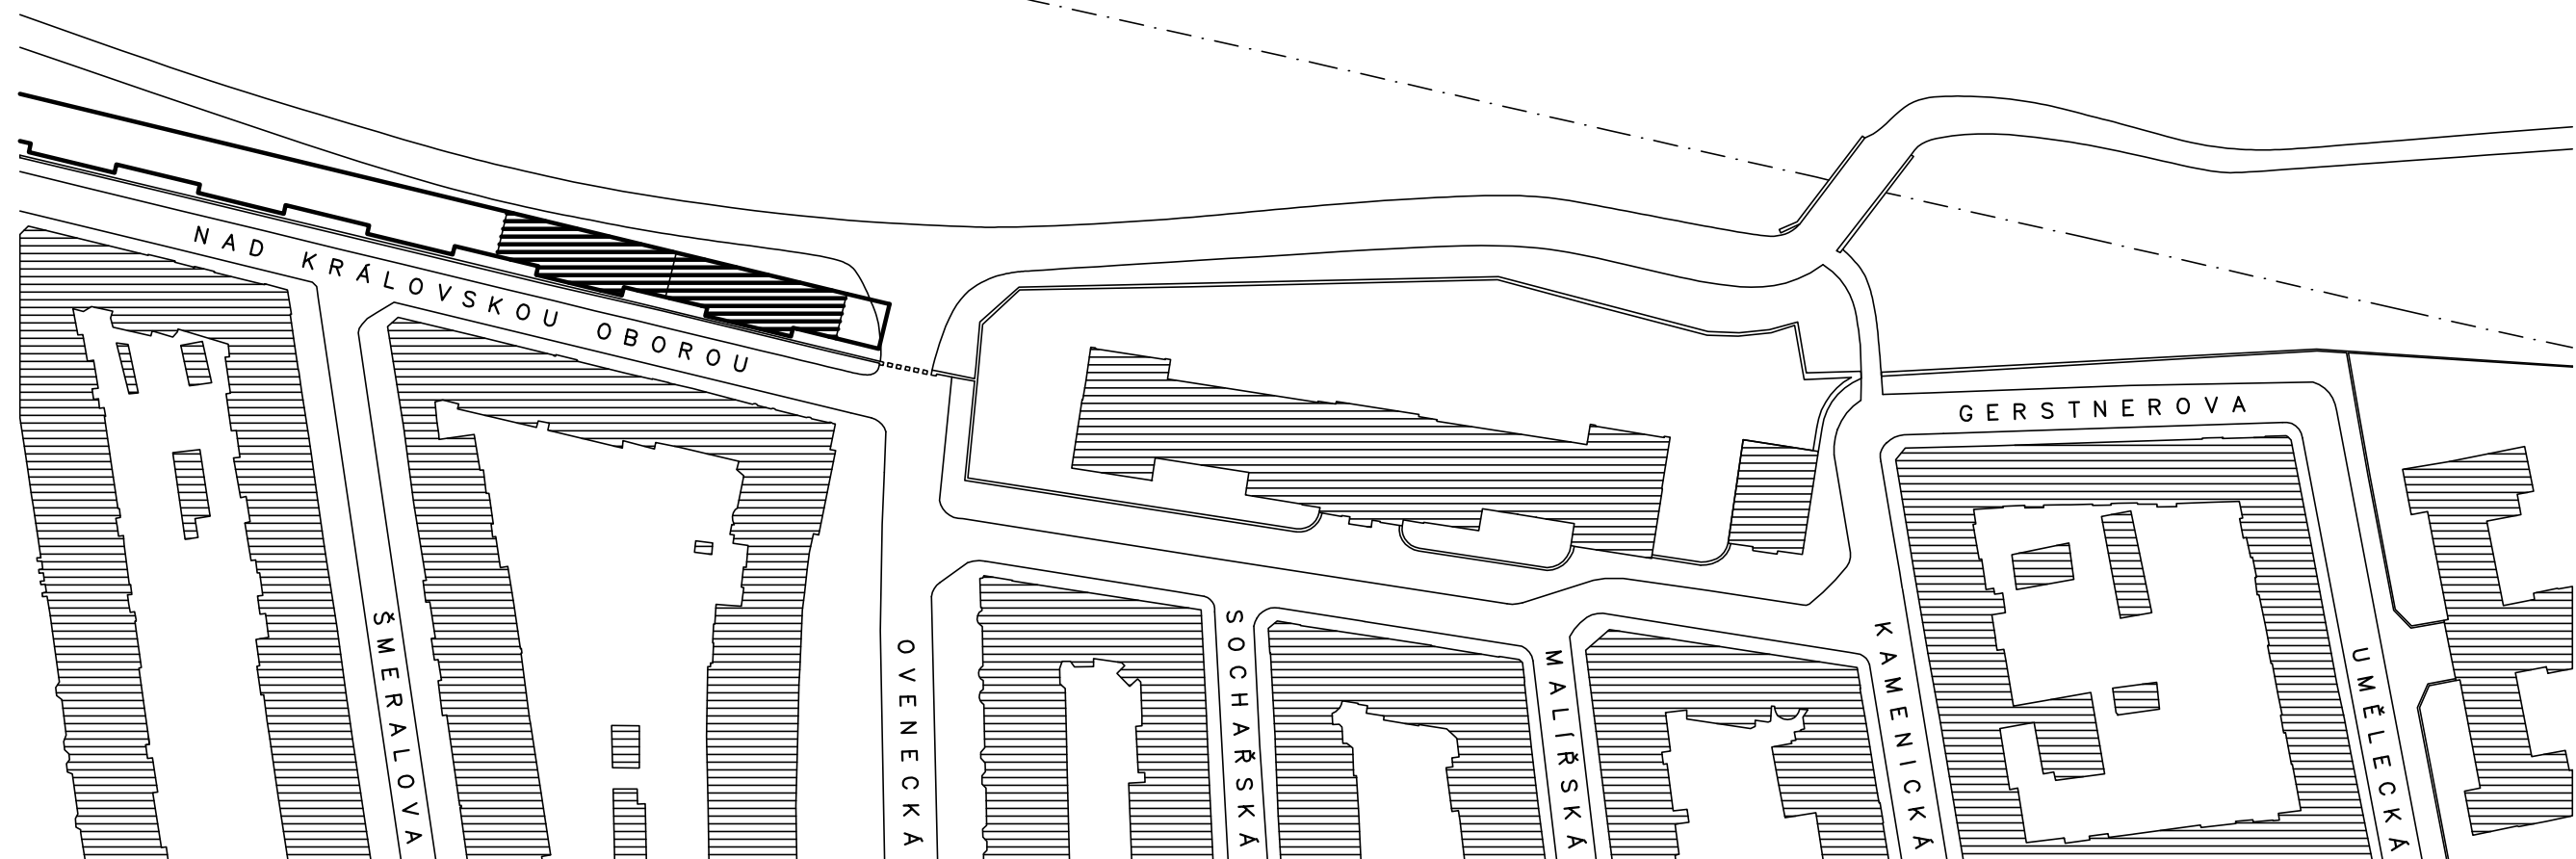 NAD KRÁLOVSKOU OBOROU
GERSTNEROVA
ŠMERALOVA
OVENECKÁ
SOCHAŘSKÁ
MALÍŘSKÁ
KAMENICKÁ
UMĚLECKÁ